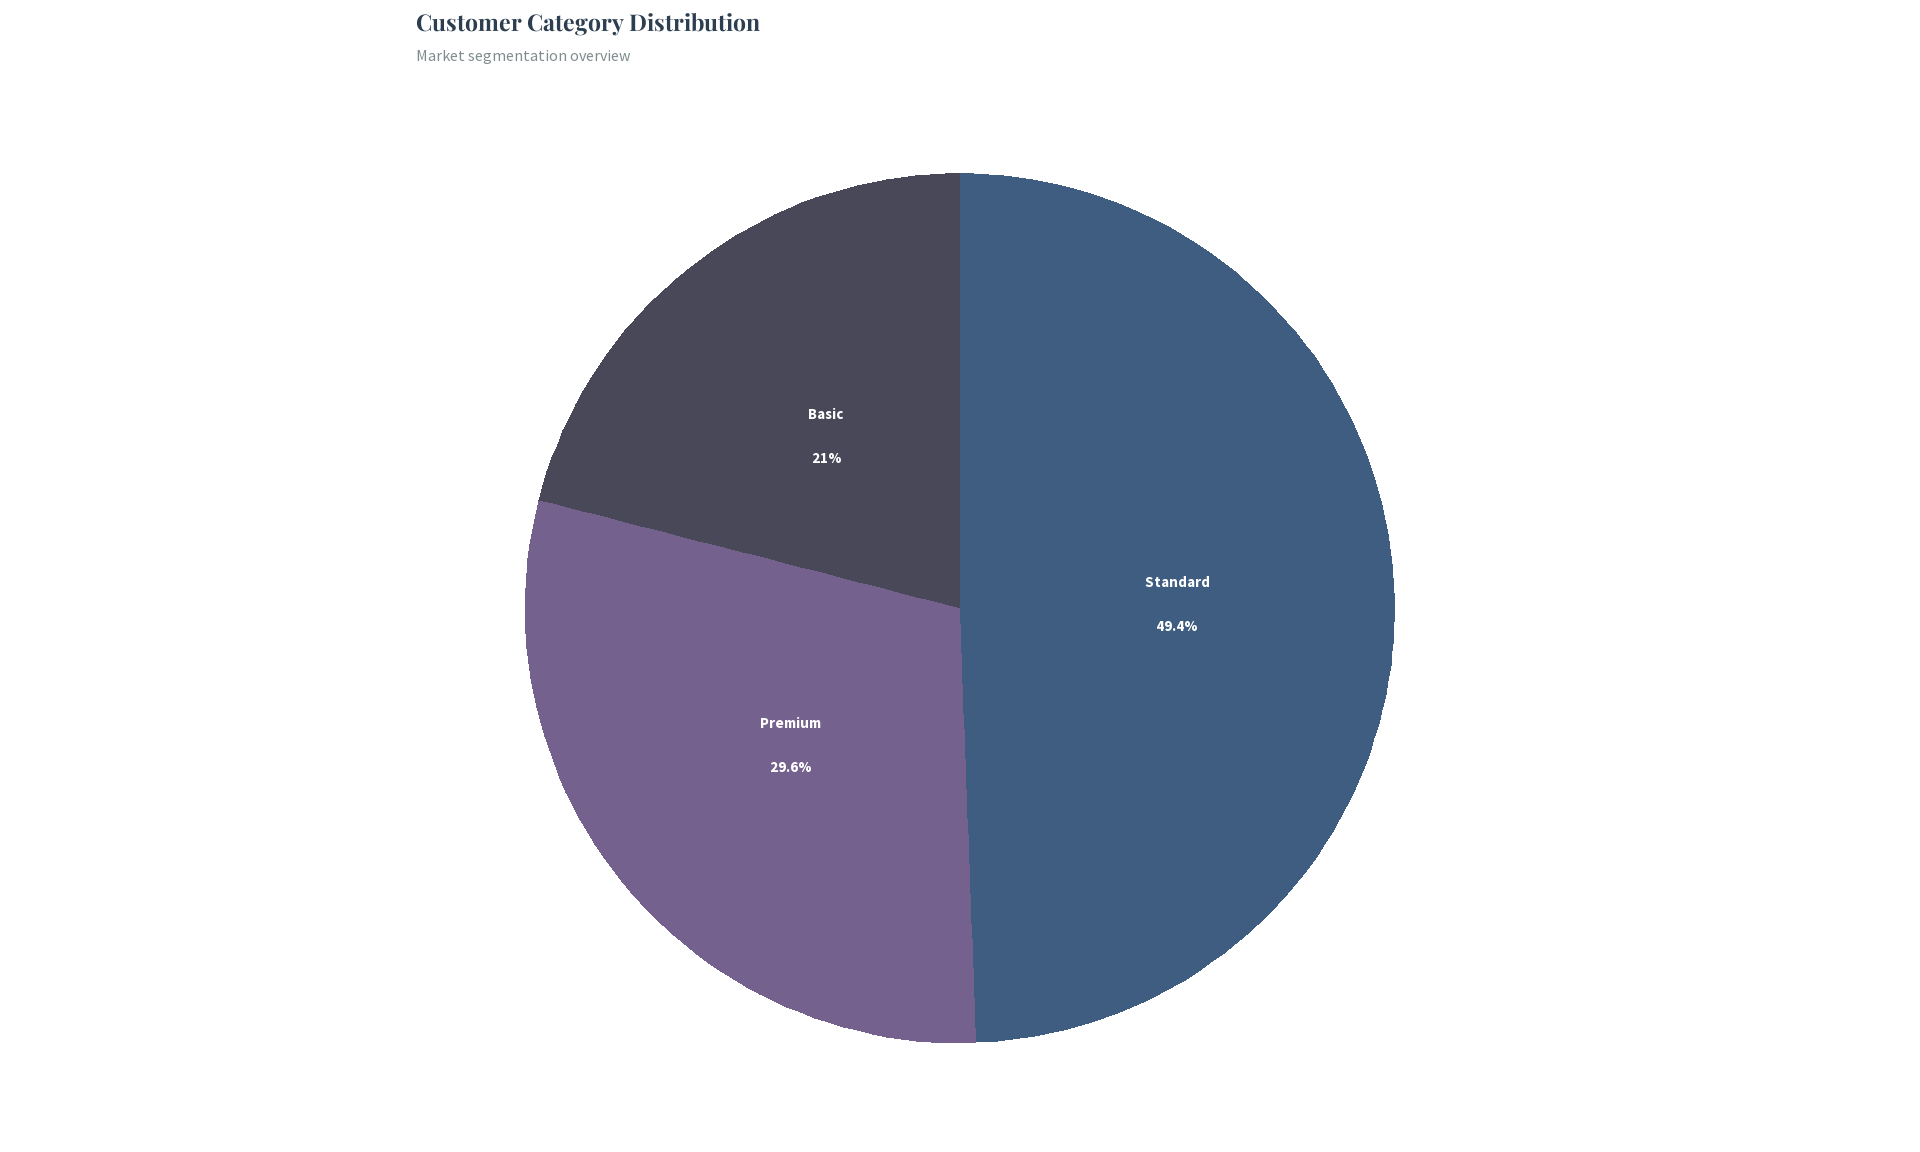 Customer Category Distribution
Market segmentation overview
Basic
21%
Standard
49.4%
Premium
29.6%